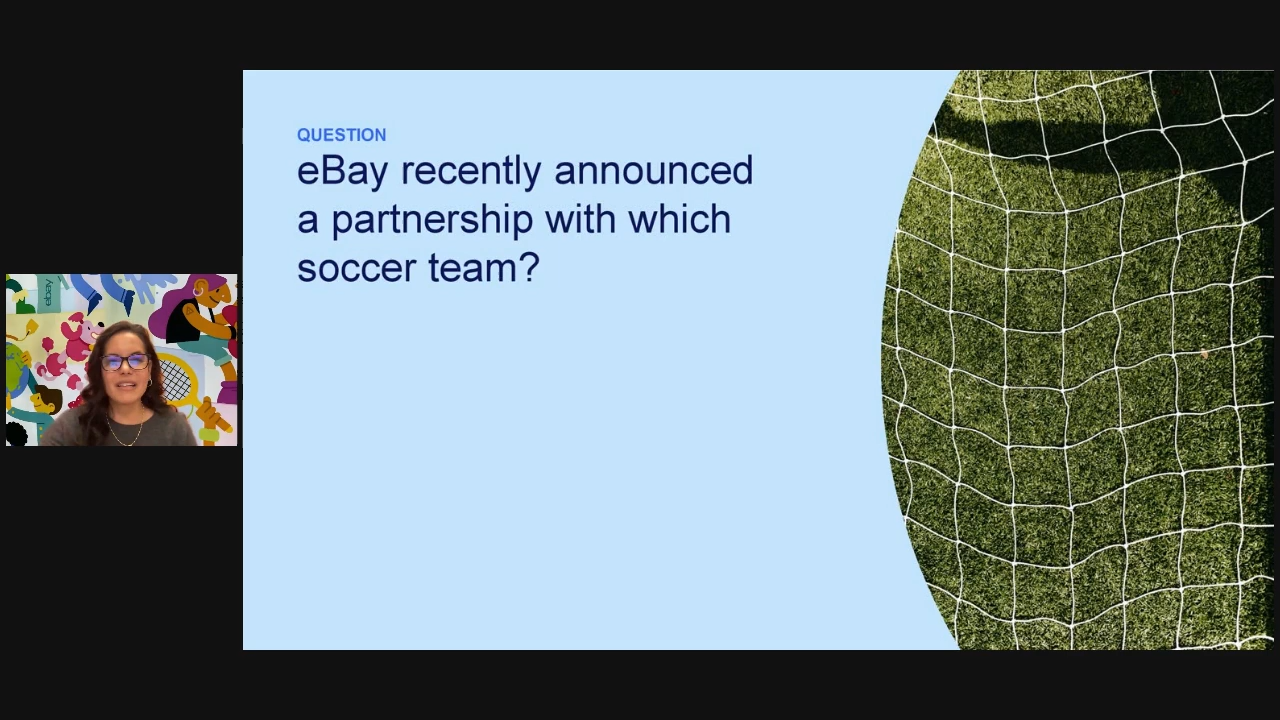 QUESTION
eBay recently announced
a partnership with which
soccer team?